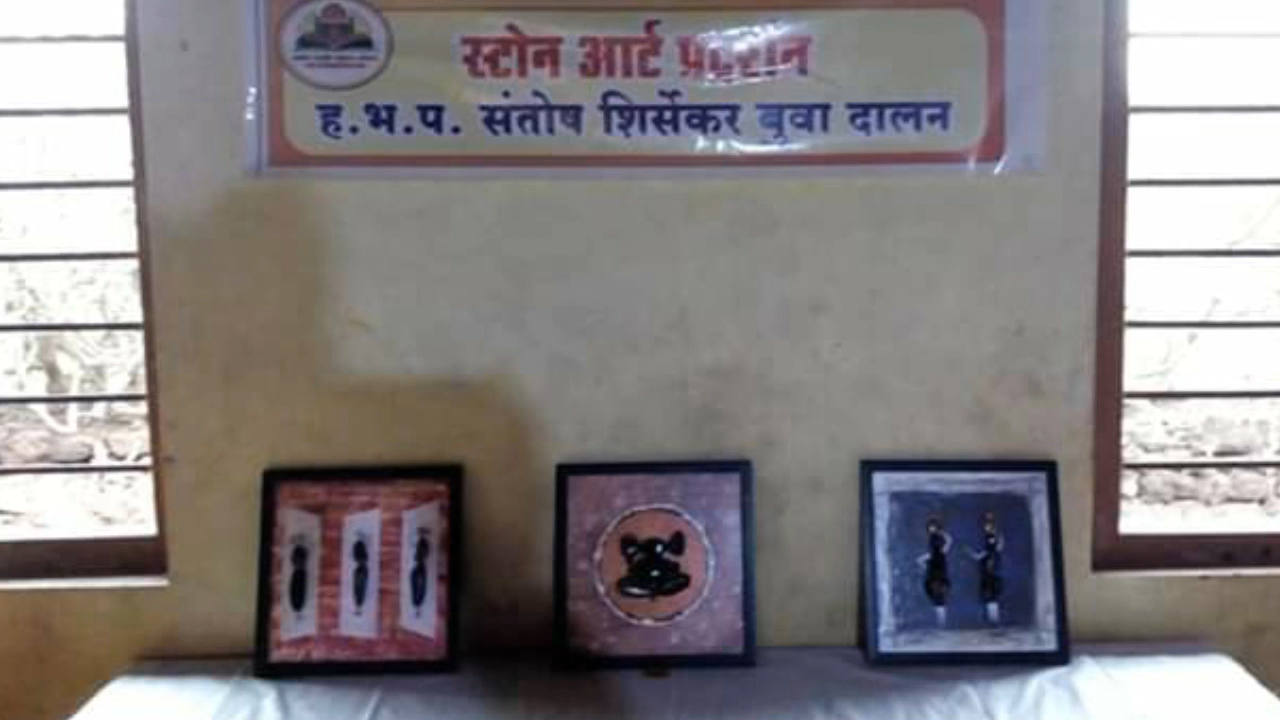 स्टोन आर्ट प्रदर्शन
ह.भ.प. संतोष शिर्सेकर बुवा दालन